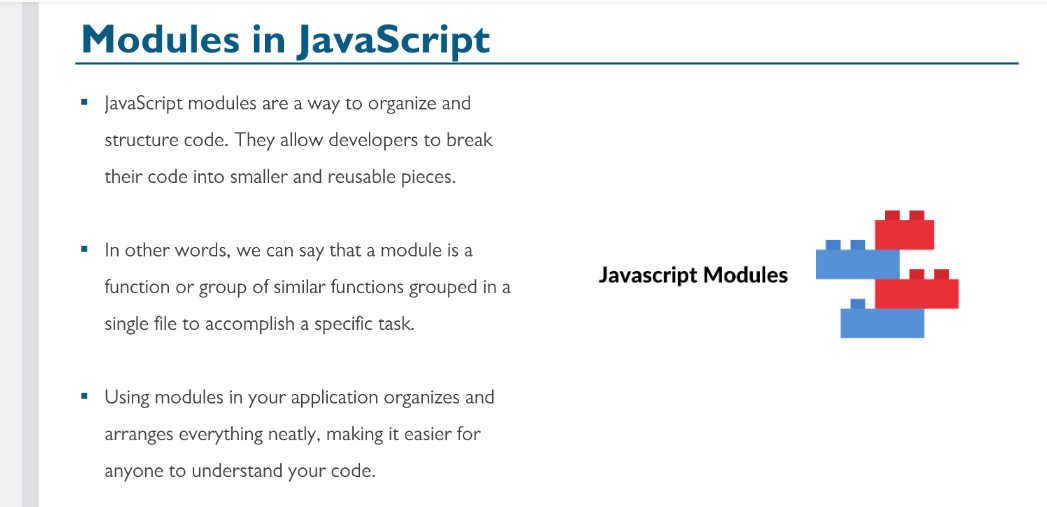 Modules in JavaScript
▪ JavaScript modules are a way to organize and
structure code. They allow developers to break
their code into smaller and reusable pieces.
▪ In other words, we can say that a module is a
function or group of similar functions grouped in a
single file to accomplish a specific task.
▪ Using modules in your application organizes and
arranges everything neatly, making it easier for
anyone to understand your code.
Javascript Modules